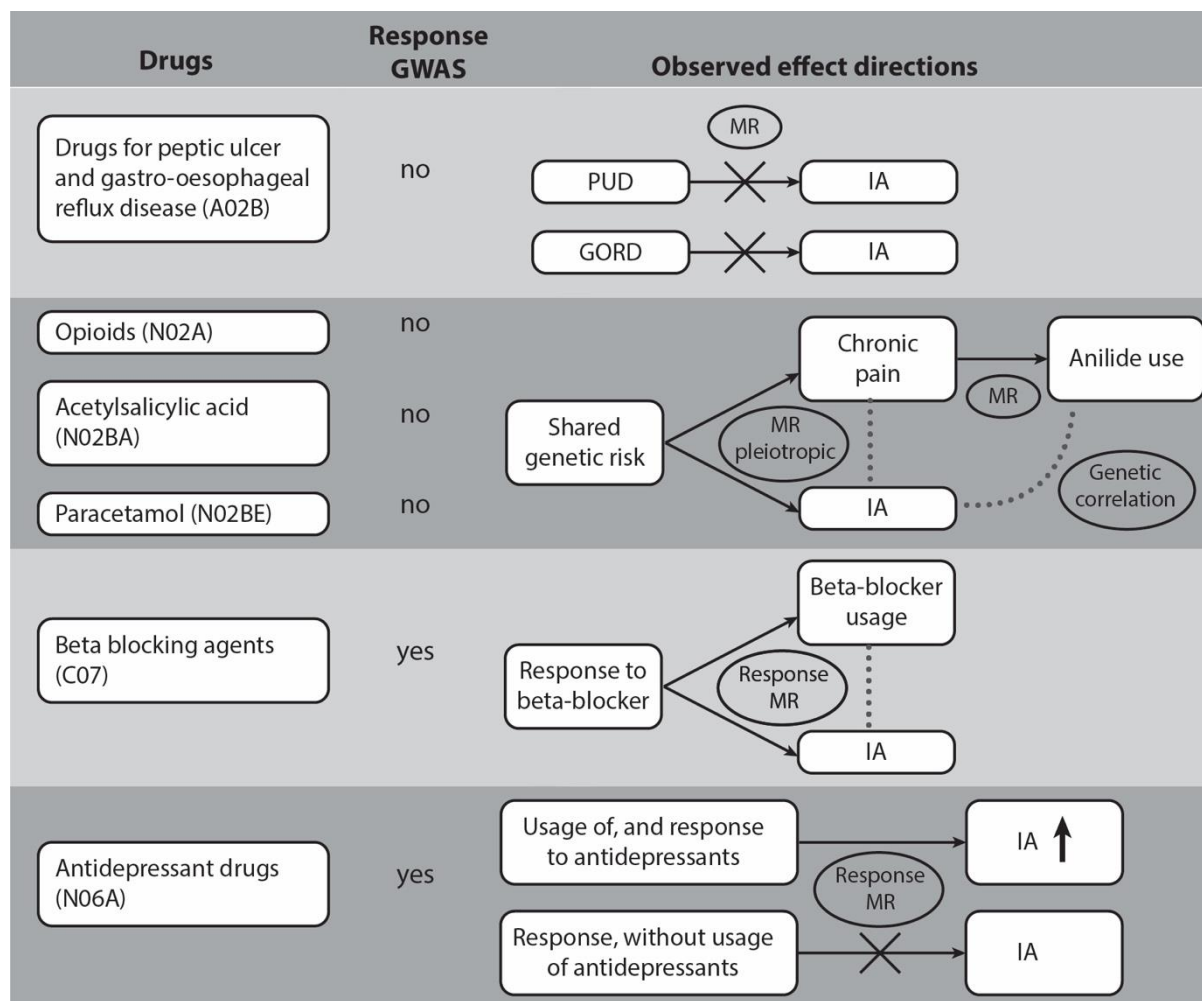 Drugs
Response
GWAS
Observed effect directions
Drugs for peptic ulcer
and gastro-oesophageal
reflux disease (A02B)
no
MR
PUD
IA
GORD
IA
Opioids (N02A)
no
Acetylsalicylic acid
(N02BA)
no
Paracetamol (N02BE)
no
Shared
genetic risk
MR
pleiotropic
Chronic
pain
MR
Anilide use
IA
Genetic
correlation
Beta blocking agents
(C07)
yes
Response to
beta-blocker
Response
MR
Beta-blocker
usage
IA
Antidepressant drugs
(N06A)
yes
Usage of, and response
to antidepressants
IA
Response
MR
Response, without usage
of antidepressants
IA